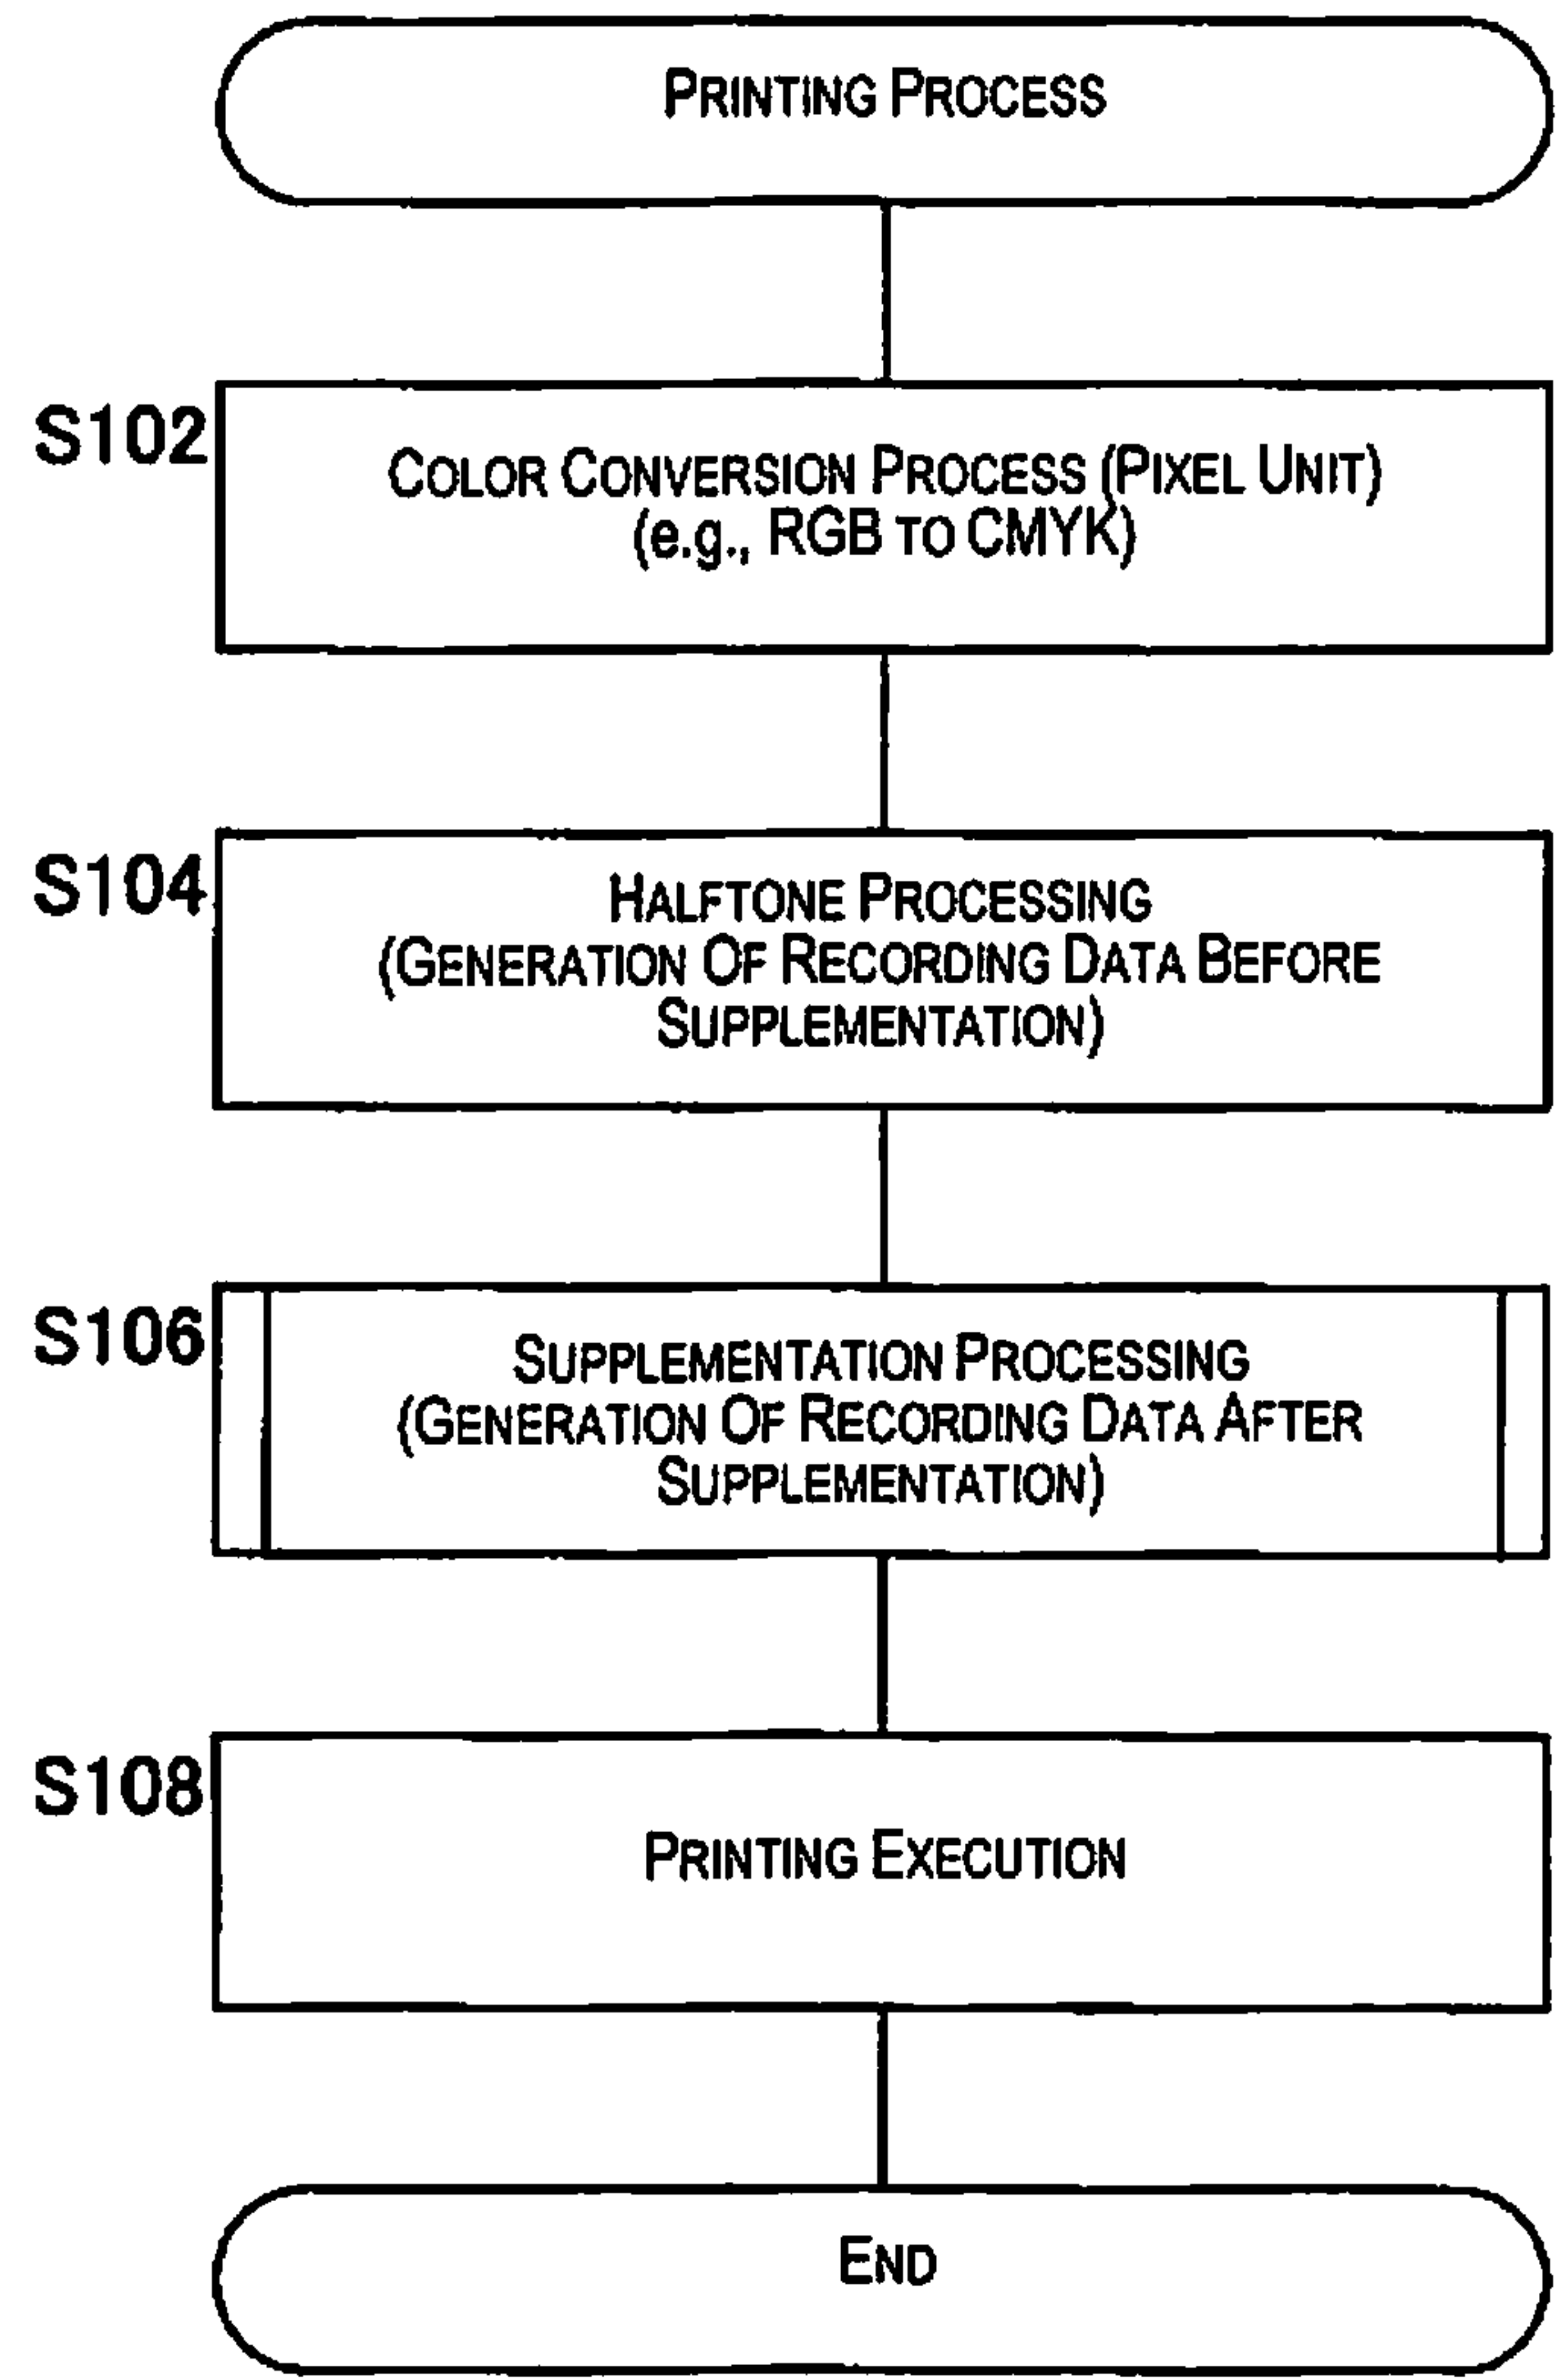 PRINTING PROCESS
S102
COLOR CONVERSION PROCESS (PIXEL UNIT)
(e.g., RGB TO CMYK)
S104
HALFTONE PROCESSING
(GENERATION OF RECORDING DATA BEFORE
SUPPLEMENTATION)
S106
SUPPLEMENTATION PROCESSING
(GENERATION OF RECORDING DATA AFTER
SUPPLEMENTATION)
S108
PRINTING EXECUTION
END